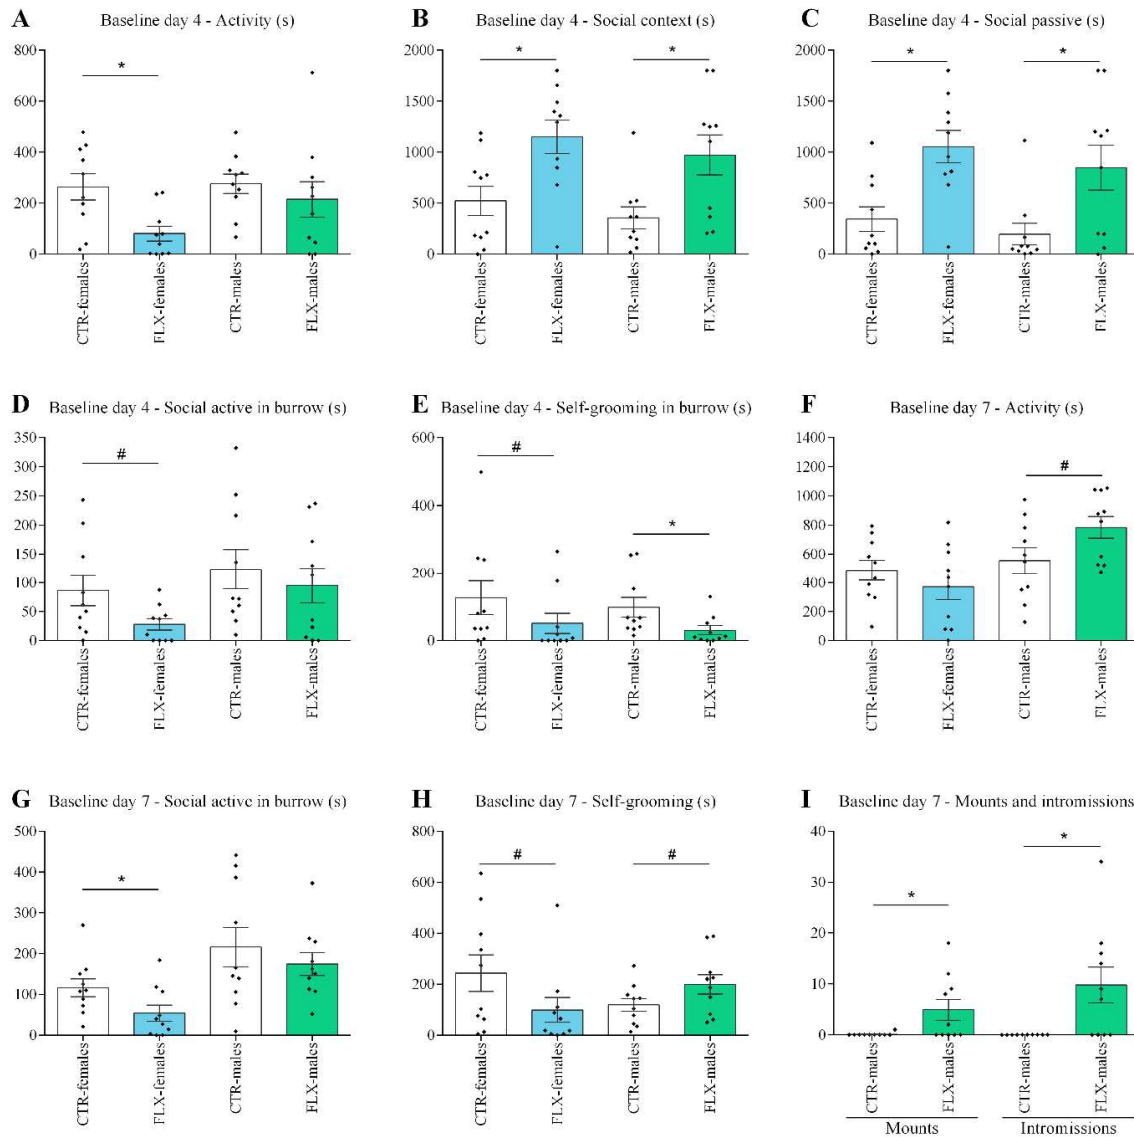 A Baseline day 4 - Activity (s)
800
600
400
200
0
*
CTR-females
FLX-females
CTR-males
FLX-males
B Baseline day 4 - Social context (s)
2000
1500
1000
500
0
* *
CTR-females
FLX-females
CTR-males
FLX-males
C Baseline day 4 - Social passive (s)
2000
1500
1000
500
0
* *
CTR-females
FLX-females
CTR-males
FLX-males
D Baseline day 4 - Social active in burrow (s)
350
300
250
200
150
100
50
0
#
CTR-females
FLX-females
CTR-males
FLX-males
E Baseline day 4 - Self-grooming in burrow (s)
600
400
200
0
# *
CTR-females
FLX-females
CTR-males
FLX-males
F Baseline day 7 - Activity (s)
1400
1200
1000
800
600
400
200
0
#
CTR-females
FLX-females
CTR-males
FLX-males
G Baseline day 7 - Social active in burrow (s)
500
400
300
200
100
0
*
CTR-females
FLX-females
CTR-males
FLX-males
H Baseline day 7 - Self-grooming (s)
800
600
400
200
0
# #
CTR-females
FLX-females
CTR-males
FLX-males
I Baseline day 7 - Mounts and intromissions
40
30
20
10
0
* *
CTR-males
FLX-males
CTR-males
FLX-males
Mounts Intromissions